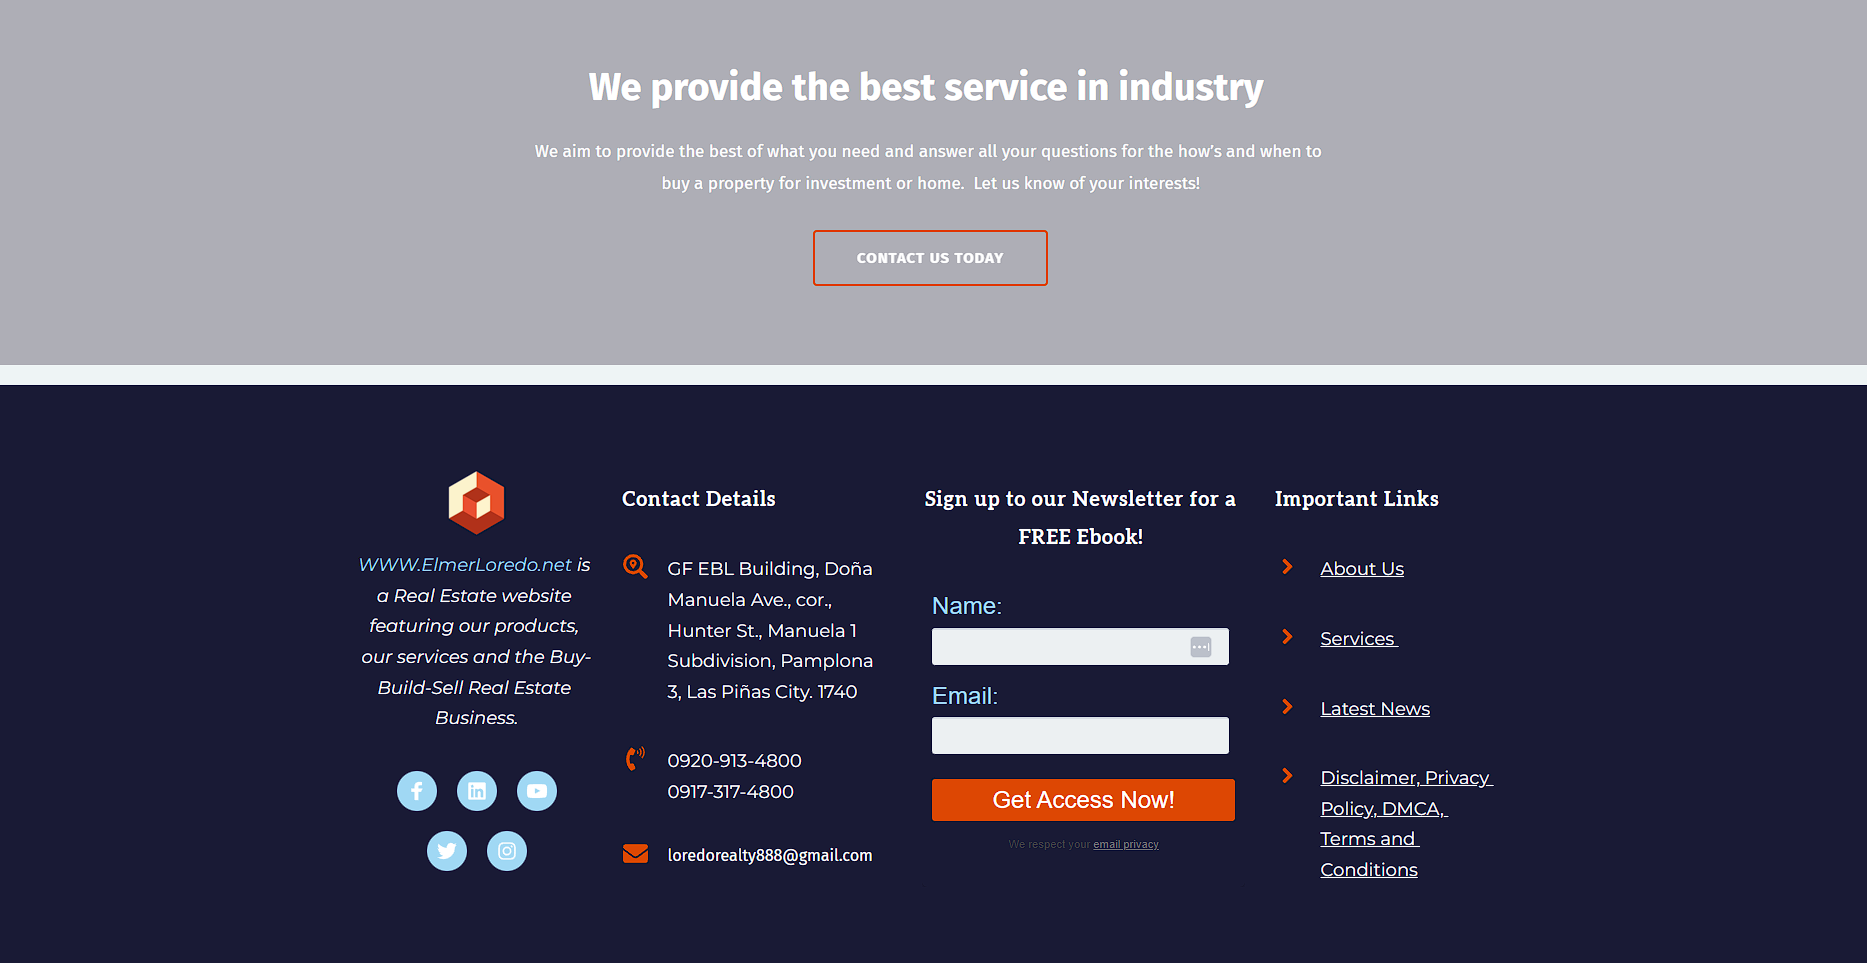 We provide the best service in industry
We aim to provide the best of what you need and answer all your questions for the how’s and when to
buy a property for investment or home.  Let us know of your interests!
CONTACT US TODAY
WWW.ElmerLoredo.net is
a Real Estate website
featuring our products,
our services and the Buy-
Build-Sell Real Estate
Business.
Contact Details
GF EBL Building, Doña
Manuela Ave., cor.,
Hunter St., Manuela 1
Subdivision, Pamplona
3, Las Piñas City. 1740
0920-913-4800
0917-317-4800
loredorealty888@gmail.com
Sign up to our Newsletter for a
FREE Ebook!
Name:
Email:
Get Access Now!
We respect your email privacy
Important Links
About Us
Services
Latest News
Disclaimer, Privacy
Policy, DMCA,
Terms and
Conditions